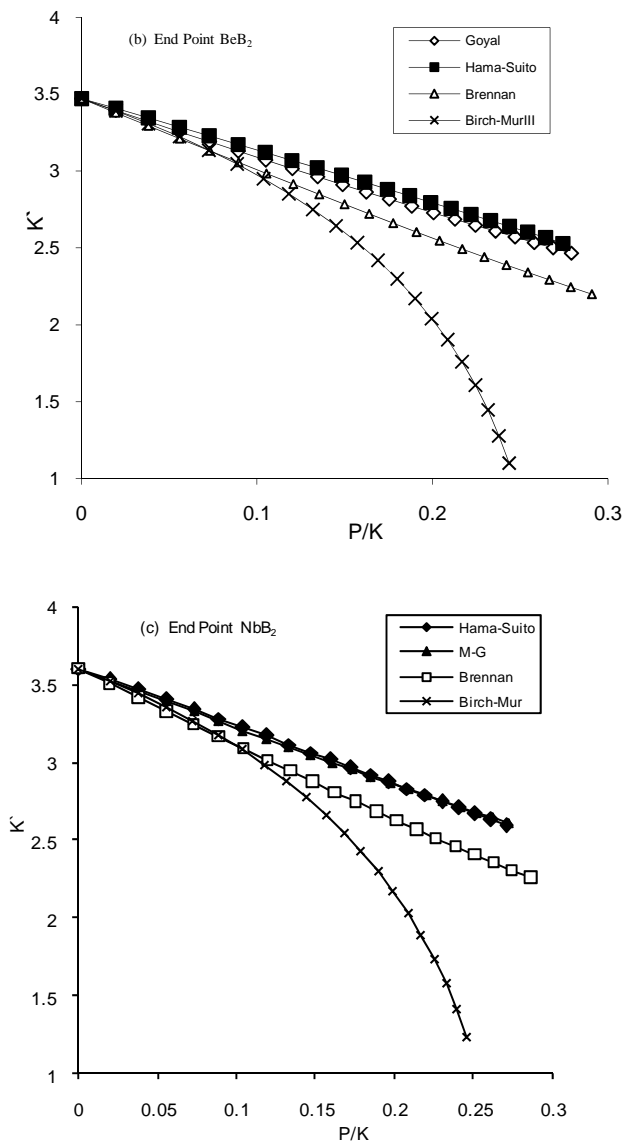 (b) End Point BeB₂
Goyal
Hama-Suito
Brennan
Birch-MurIII
4
3.5
3
2.5
2
1.5
1
K`
0
0.1
0.2
0.3
P/K
(c) End Point NbB₂
Hama-Suito
M-G
Brennan
Birch-Mur
4
3.5
3
2.5
2
1.5
1
K`
0
0.05
0.1
0.15
0.2
0.25
0.3
P/K